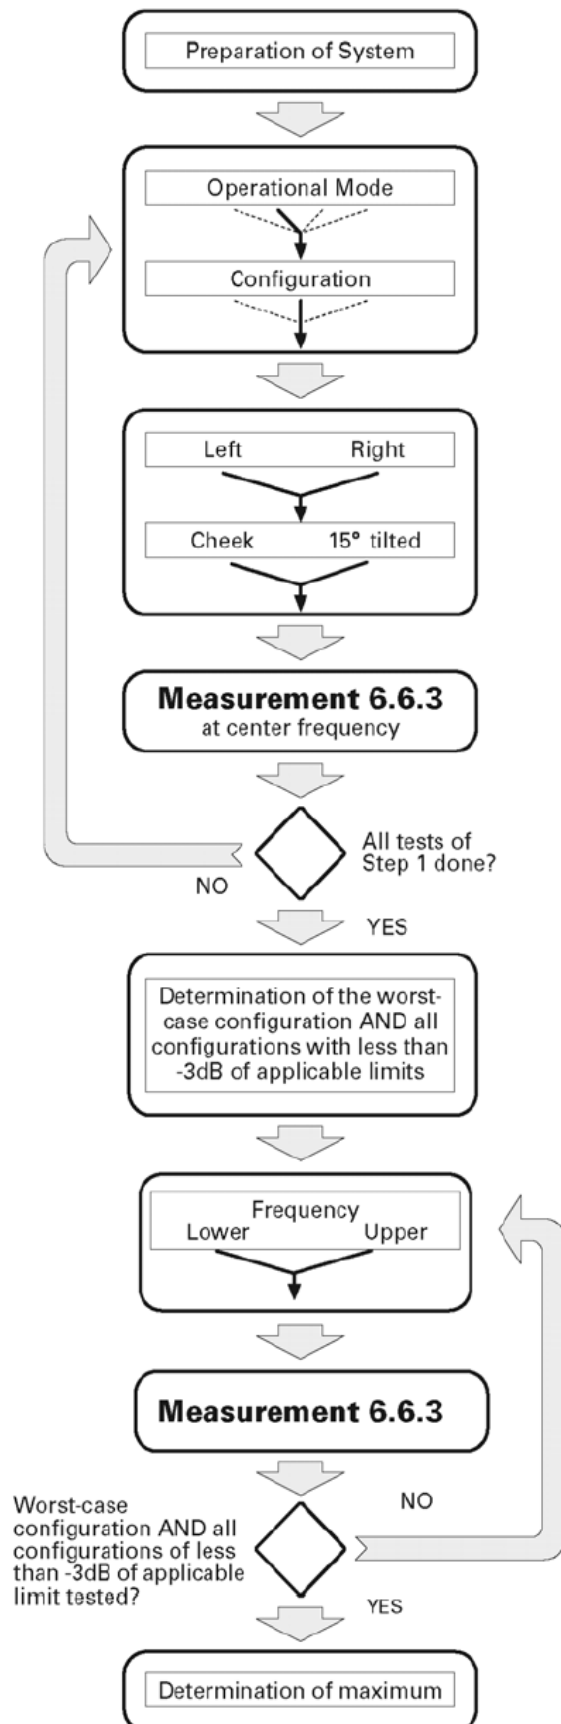 Preparation of System
Operational Mode
Configuration
Left Right
Cheek 15° tilted
Measurement 6.6.3
at center frequency
All tests of
Step 1 done?
NO
YES
Determination of the worst-
case configuration AND all
configurations with less than
-3dB of applicable limits
Frequency
Lower Upper
Measurement 6.6.3
NO
Worst-case
configuration AND all
configurations of less
than -3dB of applicable
limit tested?
YES
Determination of maximum